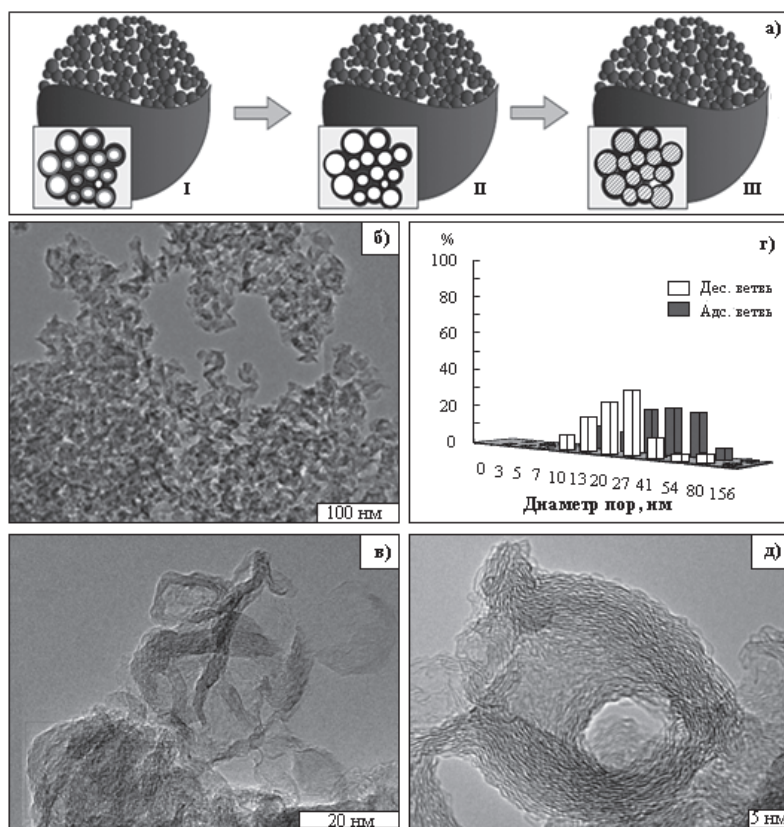 а)
I
II
III
б)
100 нм
г)
%
100
80
60
40
20
0
Дес. ветвь
Адс. ветвь
0 3 5 7 10 13 20 27 41 54 80 156
Диаметр пор, нм
в)
20 нм
д)
5 нм